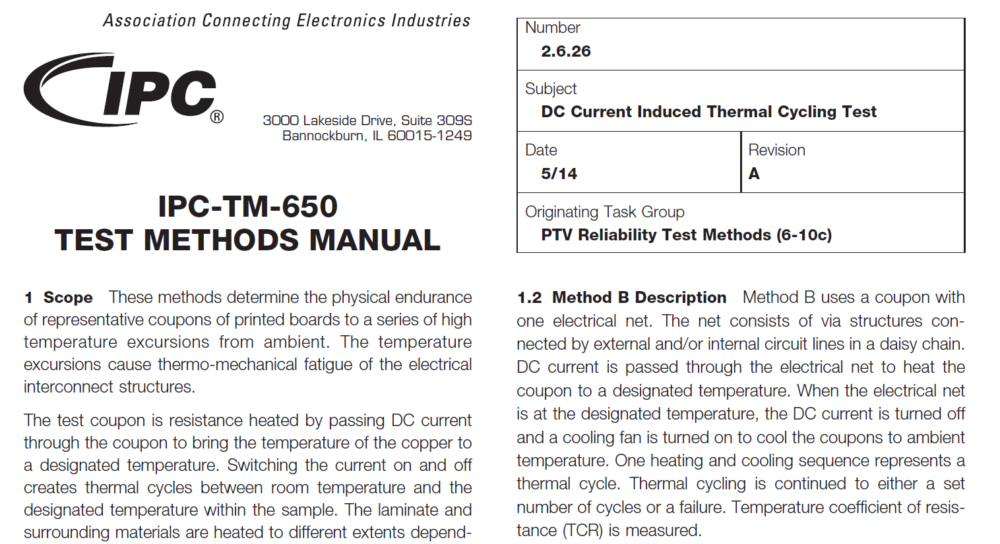 Association Connecting Electronics Industries
IPC®
3000 Lakeside Drive, Suite 309S
Bannockburn, IL 60015-1249
IPC-TM-650
TEST METHODS MANUAL
Number
2.6.26
Subject
DC Current Induced Thermal Cycling Test
Date
5/14
Revision
A
Originating Task Group
PTV Reliability Test Methods (6-10c)
1 Scope These methods determine the physical endurance
of representative coupons of printed boards to a series of high
temperature excursions from ambient. The temperature
excursions cause thermo-mechanical fatigue of the electrical
interconnect structures.
The test coupon is resistance heated by passing DC current
through the coupon to bring the temperature of the copper to
a designated temperature. Switching the current on and off
creates thermal cycles between room temperature and the
designated temperature within the sample. The laminate and
surrounding materials are heated to different extents depend-
1.2 Method B Description Method B uses a coupon with
one electrical net. The net consists of via structures con-
nected by external and/or internal circuit lines in a daisy chain.
DC current is passed through the electrical net to heat the
coupon to a designated temperature. When the electrical net
is at the designated temperature, the DC current is turned off
and a cooling fan is turned on to cool the coupons to ambient
temperature. One heating and cooling sequence represents a
thermal cycle. Thermal cycling is continued to either a set
number of cycles or a failure. Temperature coefficient of resis-
tance (TCR) is measured.